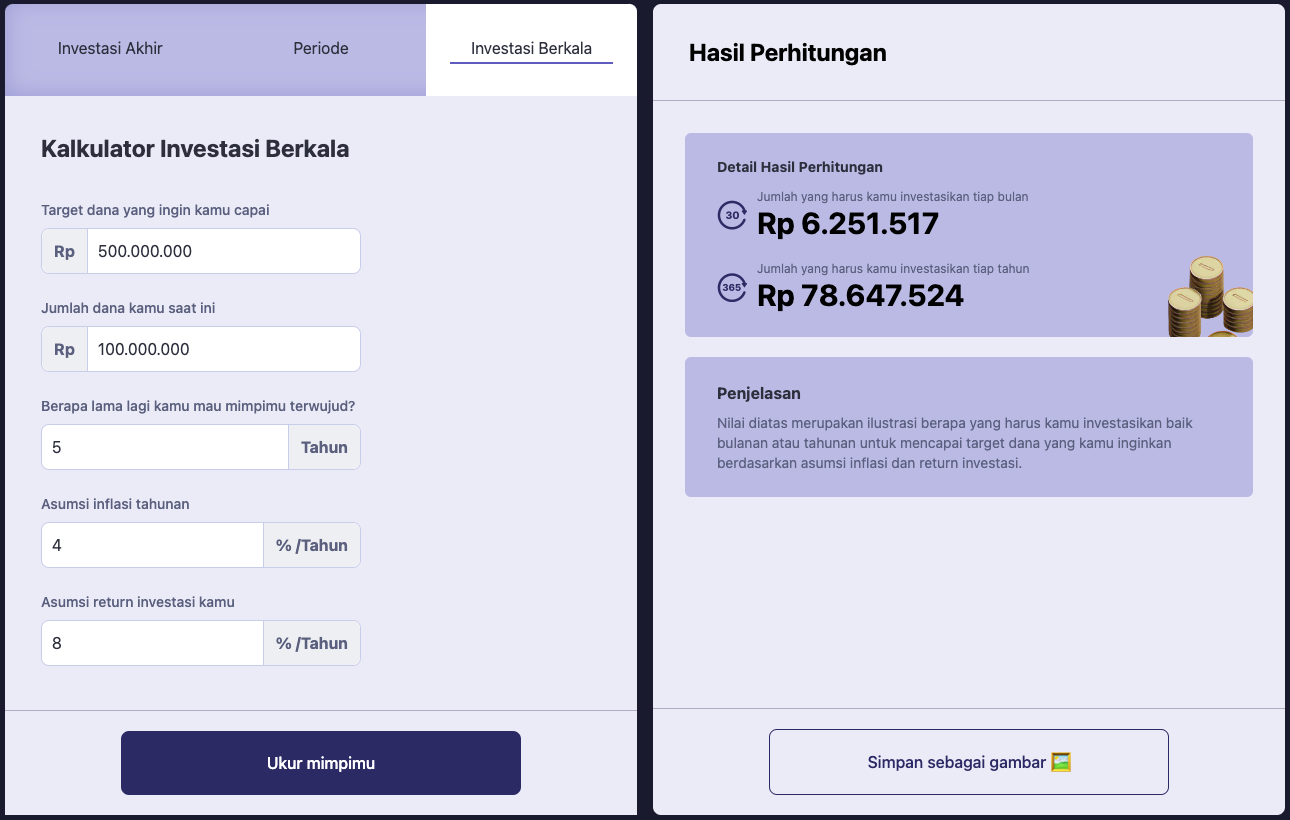 Investasi Akhir
Periode
Investasi Berkala
Kalkulator Investasi Berkala
Target dana yang ingin kamu capai
Rp 500.000.000
Jumlah dana kamu saat ini
Rp 100.000.000
Berapa lama lagi kamu mau mimpimu terwujud?
5 Tahun
Asumsi inflasi tahunan
4 % /Tahun
Asumsi return investasi kamu
8 % /Tahun
Ukur mimpimu
Hasil Perhitungan
Detail Hasil Perhitungan
Jumlah yang harus kamu investasikan tiap bulan
30 Rp 6.251.517
Jumlah yang harus kamu investasikan tiap tahun
365 Rp 78.647.524
Penjelasan
Nilai diatas merupakan ilustrasi berapa yang harus kamu investasikan baik
bulanan atau tahunan untuk mencapai target dana yang kamu inginkan
berdasarkan asumsi inflasi dan return investasi.
Simpan sebagai gambar